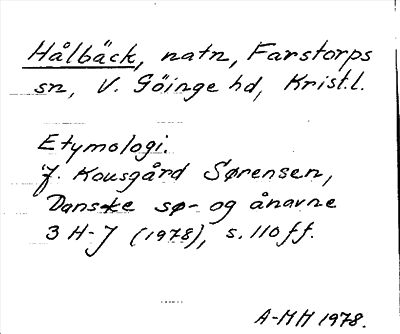 Hålbäck, natn, Farstorps
sn, V. Göinge hd, Krist.l.
Etymologi.
J. Kousgård Sørensen,
Danske sø- og ånavne
3 H-J (1978), s. 110 ff.
A-MH 1978.